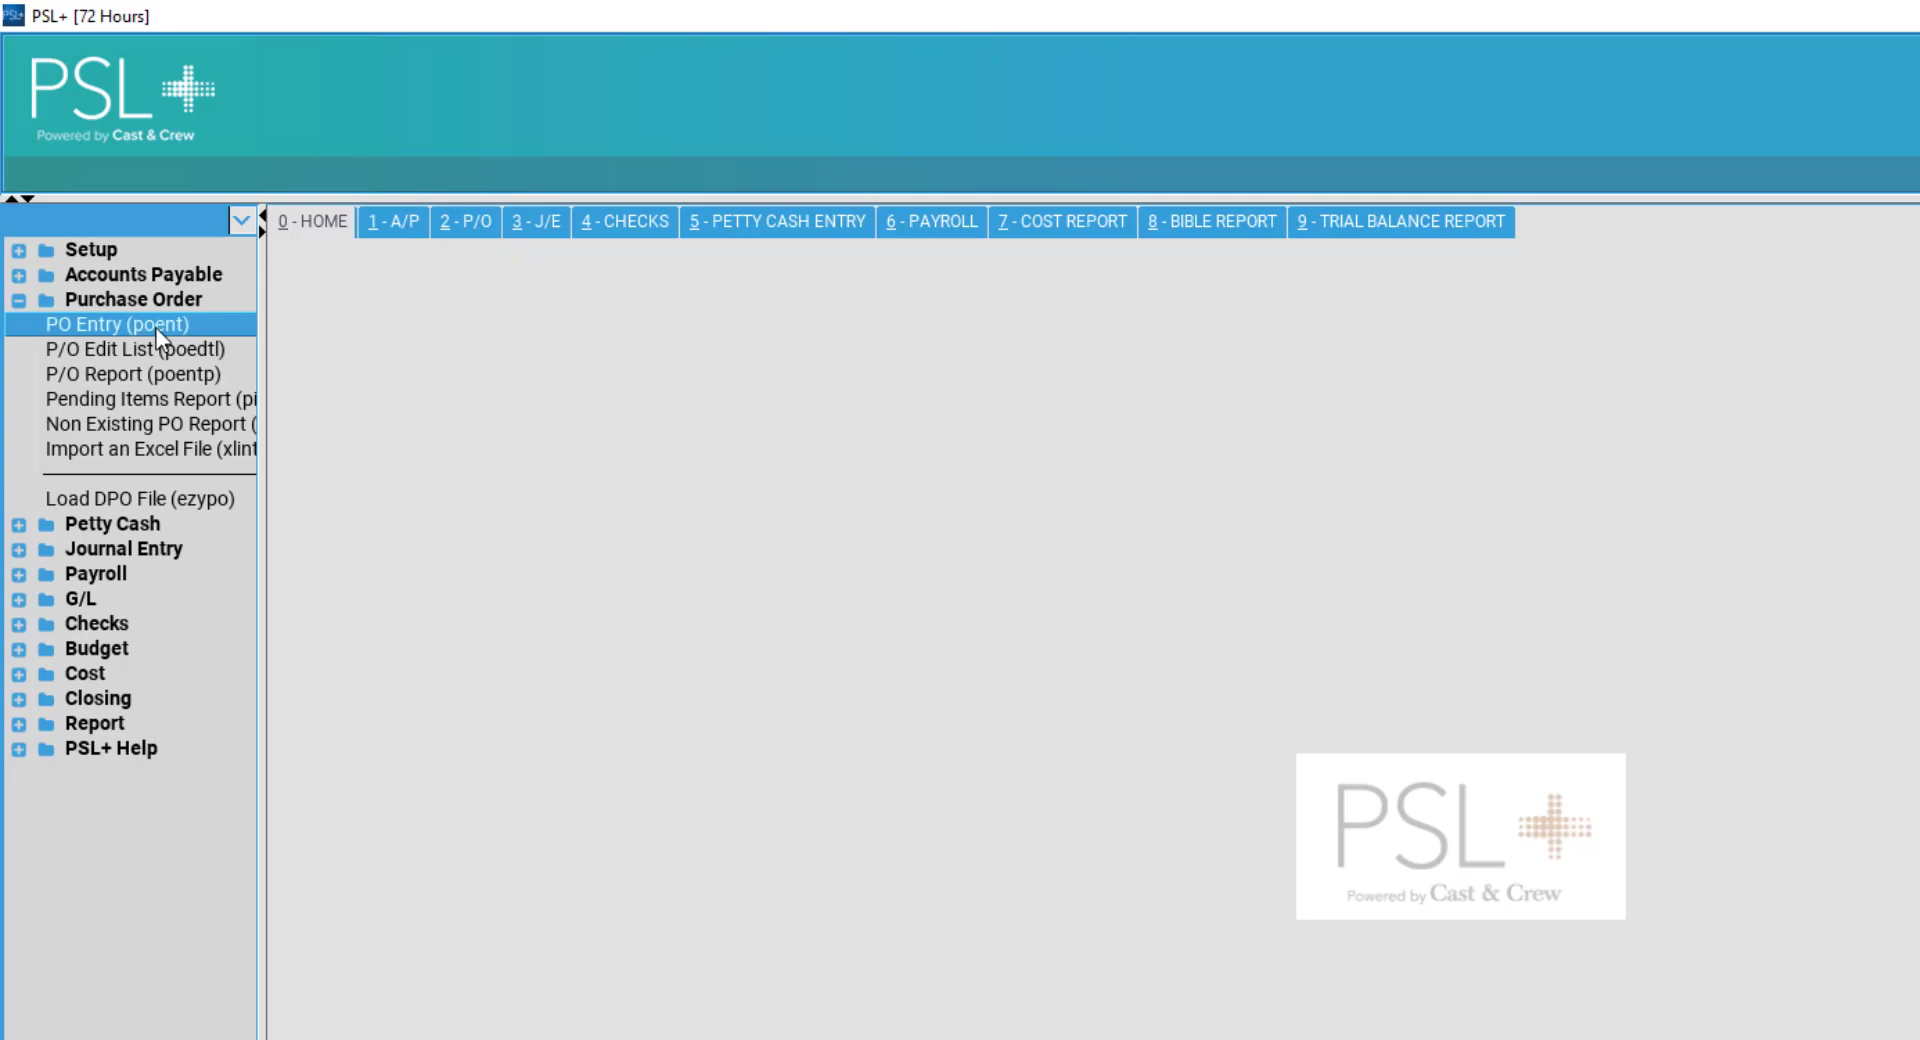 PSL+ [72 Hours]
PSL
Powered by Cast & Crew
0 - HOME 1 - A/P 2 - P/O 3 - J/E 4 - CHECKS 5 - PETTY CASH ENTRY 6 - PAYROLL 7 - COST REPORT 8 - BIBLE REPORT 9 - TRIAL BALANCE REPORT
Setup
Accounts Payable
Purchase Order
PO Entry (poent)
P/O Edit List (poedtl)
P/O Report (poentp)
Pending Items Report (pi
Non Existing PO Report (
Import an Excel File (xlint
Load DPO File (ezypo)
Petty Cash
Journal Entry
Payroll
G/L
Checks
Budget
Cost
Closing
Report
PSL+ Help
PSL
Powered by Cast & Crew